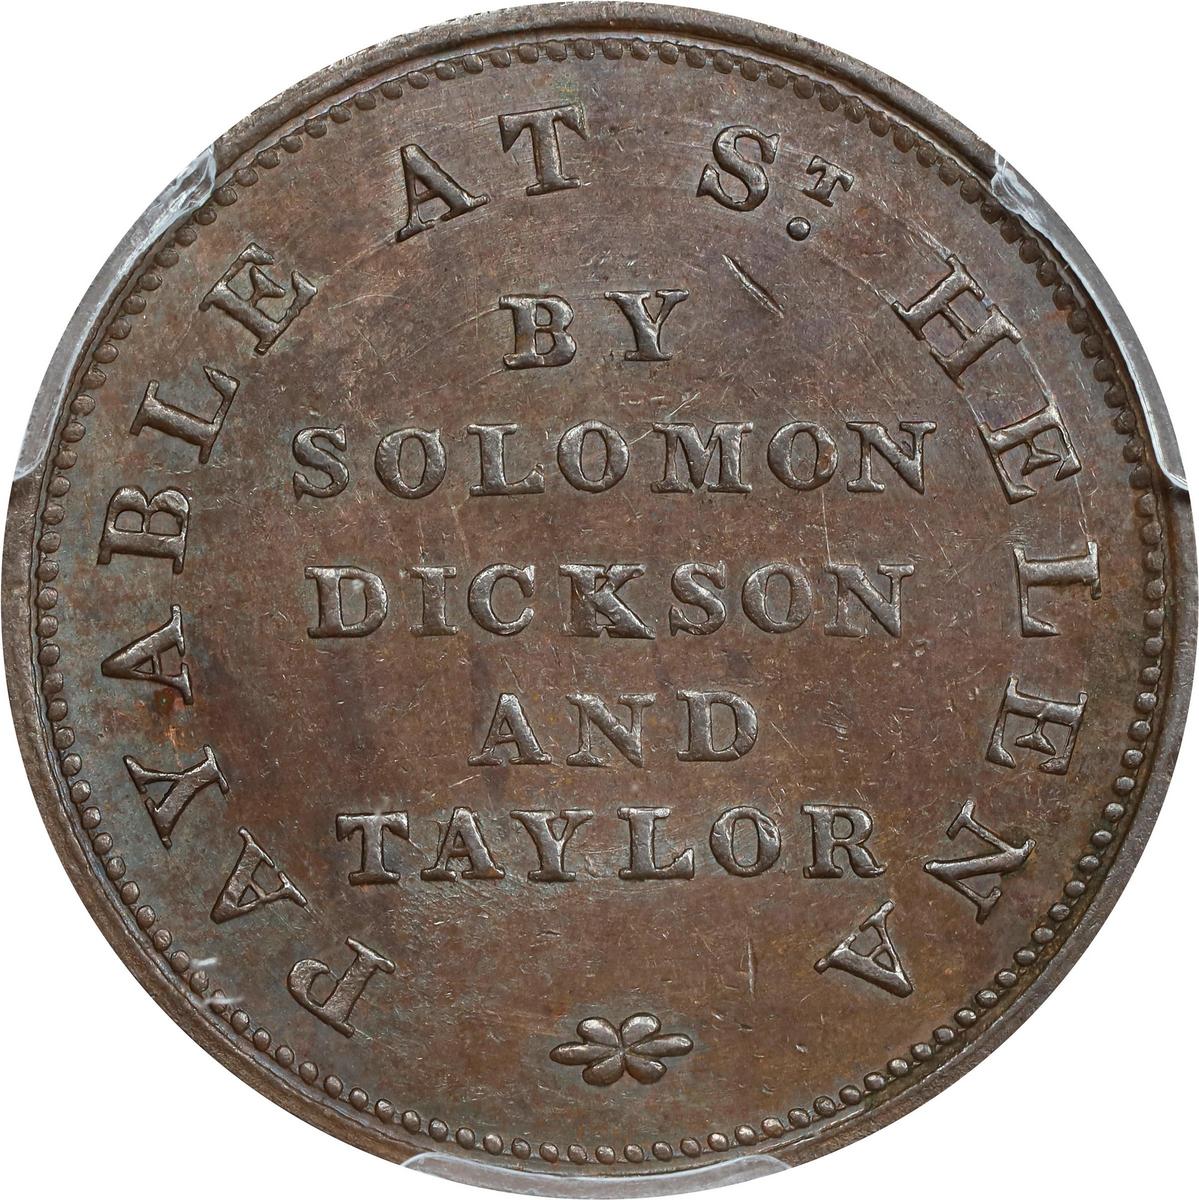 PAYABLE AT ST. HELENA
BY
SOLOMON
DICKSON
AND
TAYLOR